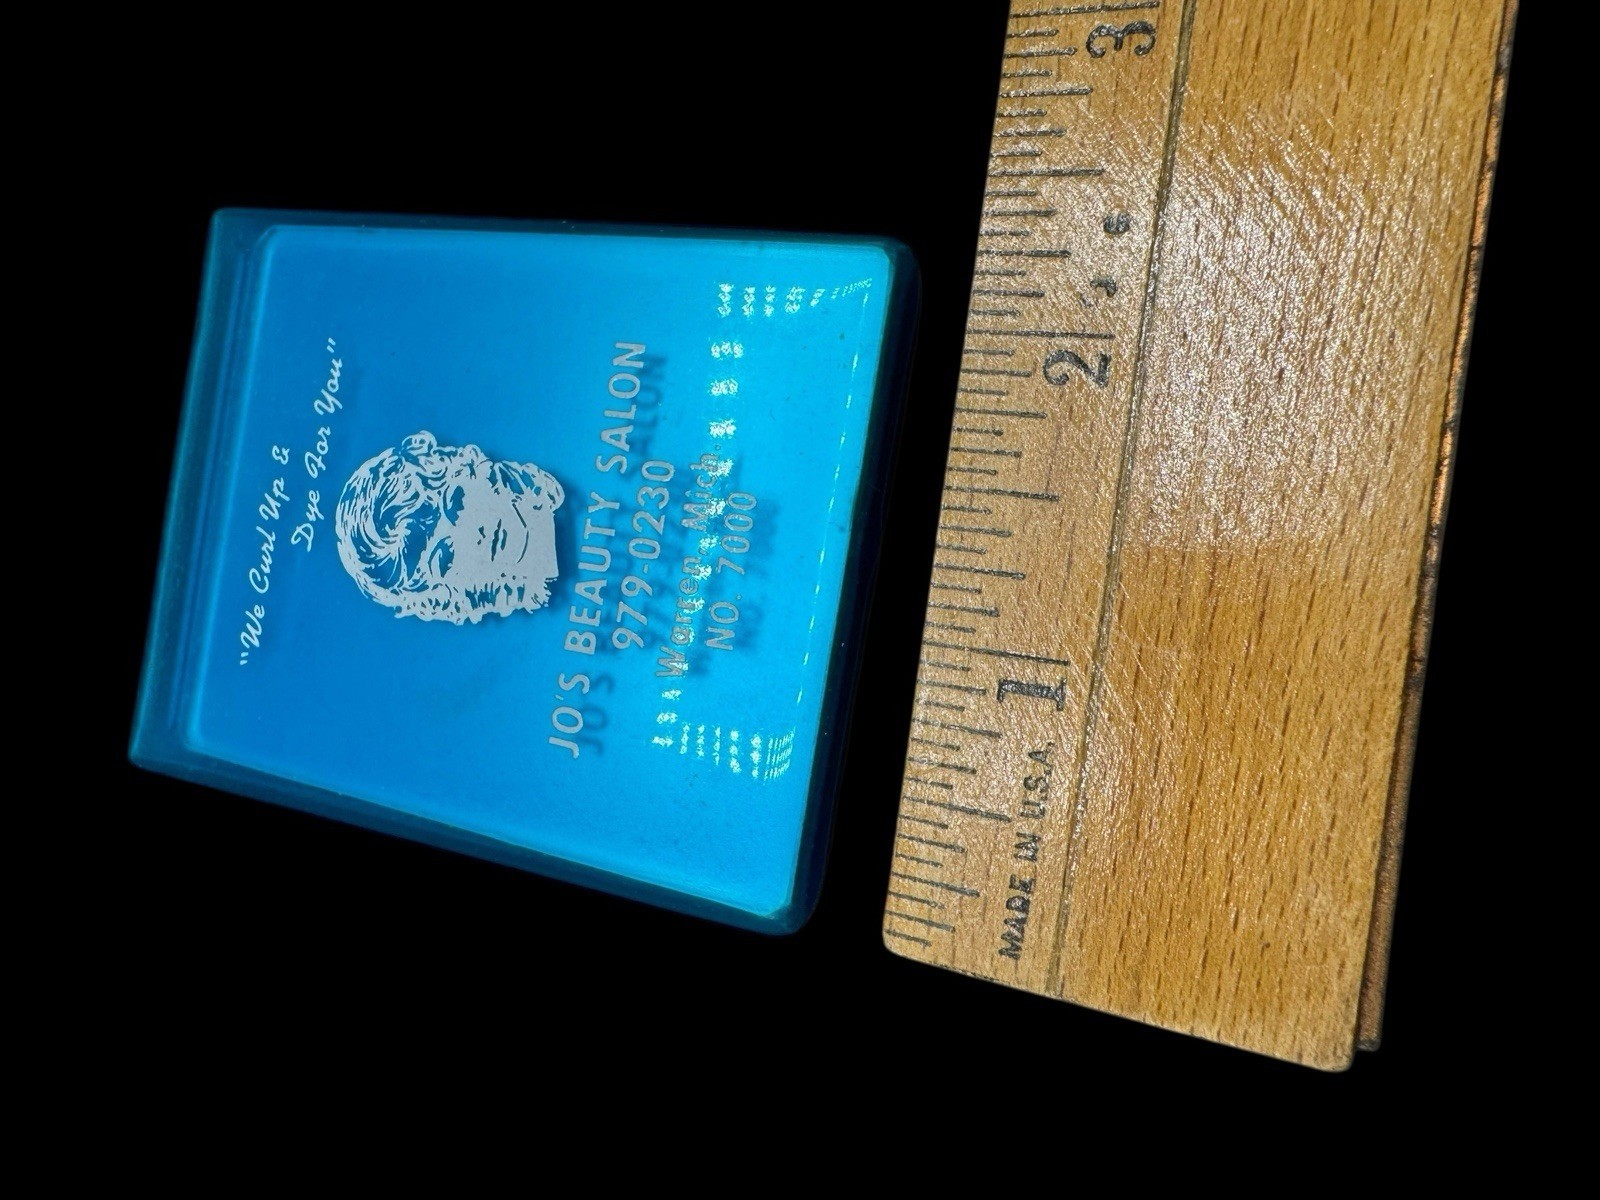 "We Curl Up &
Dye For You"
JO'S BEAUTY SALON
979-0230
Warren, Mich.
NO. 7000
1
2
3
MADE IN U.S.A.